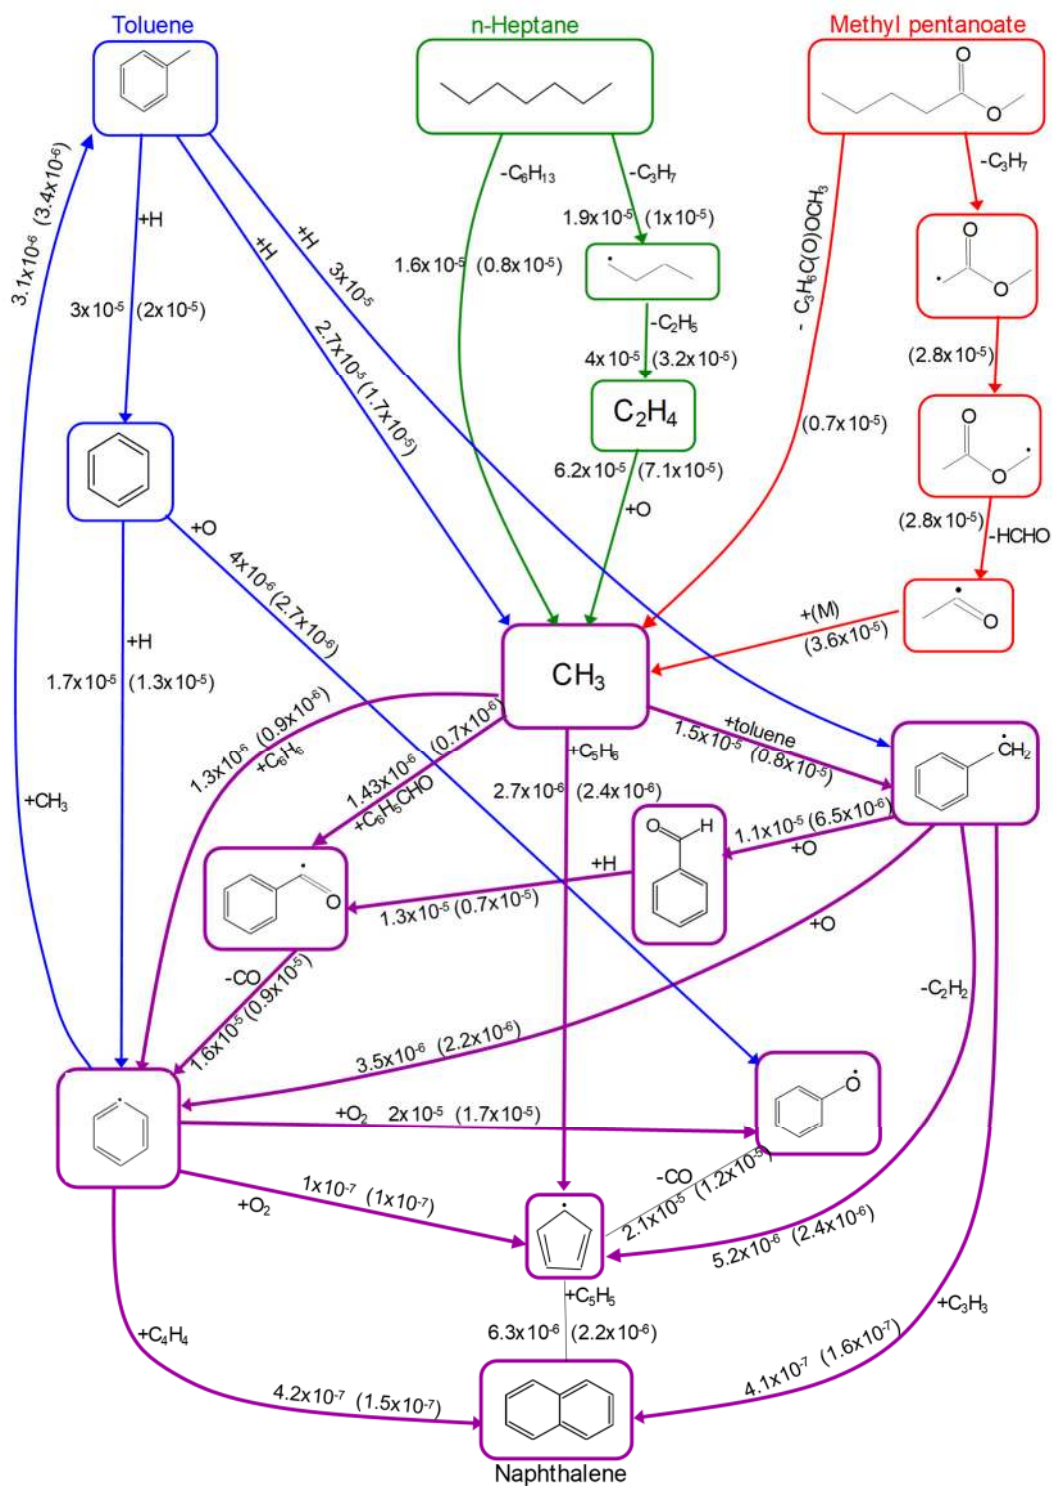 Toluene
n-Heptane
Methyl pentanoate
O
O
-C₆H₁₃
-C₃H₇
-C₃H₇
3.1x10⁻⁶ (3.4x10⁻⁶)
+H
+H
+H
3x10⁻⁵
1.9x10⁻⁵ (1x10⁻⁵)
- C₃H₆C(O)OCH₃
O
O
1.6x10⁻⁵ (0.8x10⁻⁵)
3x10⁻⁵ (2x10⁻⁵)
2.7x10⁻⁵ (1.7x10⁻⁵)
-C₂H₅
4x10⁻⁵ (3.2x10⁻⁵)
(2.8x10⁻⁵)
C₂H₄
(0.7x10⁻⁵)
O
O
6.2x10⁻⁵ (7.1x10⁻⁵)
+O
+O
(2.8x10⁻⁵)
-HCHO
4x10⁻⁶ (2.7x10⁻⁶)
+(M)
(3.6x10⁻⁵)
O
+H
1.7x10⁻⁵ (1.3x10⁻⁵)
CH₃
1.3x10⁻⁶ (0.9x10⁻⁶)
+C₆H₆
1.43x10⁻⁶ (0.7x10⁻⁶)
+C₆H₅CHO
+C₅H₆
2.7x10⁻⁶ (2.4x10⁻⁶)
+toluene
1.5x10⁻⁵ (0.8x10⁻⁵)
ĊH₂
+CH₃
O
H
1.1x10⁻⁵ (6.5x10⁻⁶)
+O
+H
1.3x10⁻⁵ (0.7x10⁻⁵)
O
+O
-CO
1.6x10⁻⁵ (0.9x10⁻⁵)
-C₂H₂
3.5x10⁻⁶ (2.2x10⁻⁶)
O
+O₂ 2x10⁻⁵ (1.7x10⁻⁵)
-CO
2.1x10⁻⁵ (1.2x10⁻⁵)
1x10⁻⁷ (1x10⁻⁷)
+O₂
5.2x10⁻⁶ (2.4x10⁻⁶)
+C₅H₅
6.3x10⁻⁶ (2.2x10⁻⁶)
+C₃H₃
+C₄H₄
4.1x10⁻⁷ (1.6x10⁻⁷)
4.2x10⁻⁷ (1.5x10⁻⁷)
Naphthalene